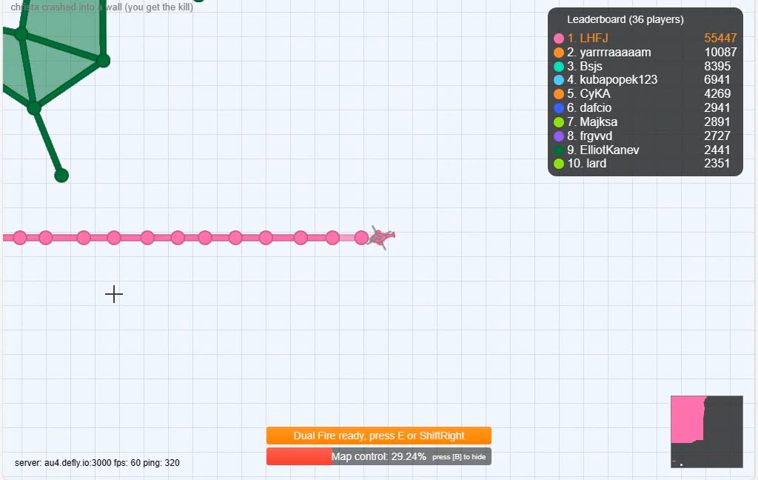 chrisa crashed into a wall (you get the kill)
Leaderboard (36 players)
1. LHFJ 55447
2. yarrrraaaaam 10087
3. Bsjs 8395
4. kubapopek123 6941
5. CyKA 4269
6. dafcio 2941
7. Majksa 2891
8. frgvvd 2727
9. ElliotKanev 2441
10. lard 2351
Dual Fire ready, press E or ShiftRight
Map control: 29.24% press [B] to hide
server: au4.defly.io:3000 fps: 60 ping: 320